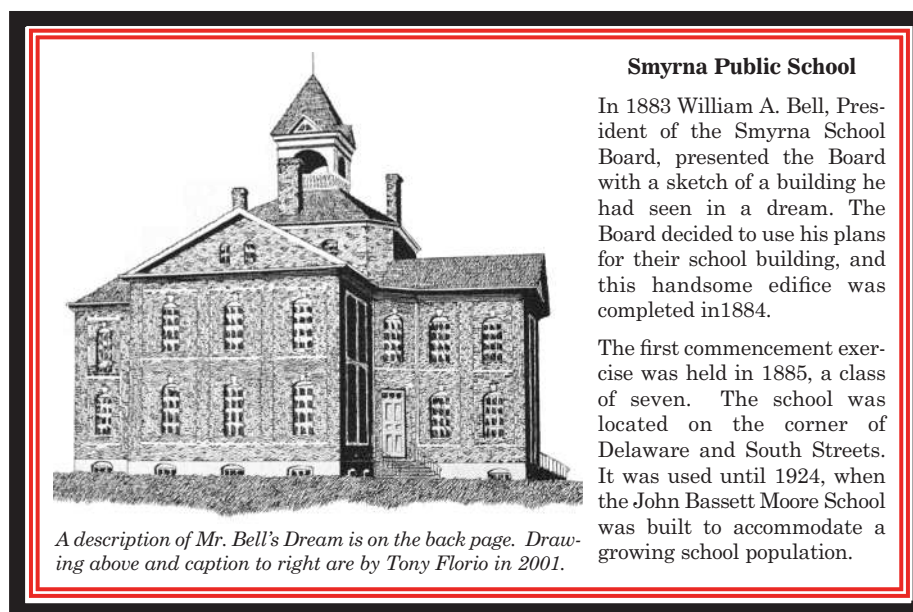 Smyrna Public School
In 1883 William A. Bell, Pres-
ident of the Smyrna School
Board, presented the Board
with a sketch of a building he
had seen in a dream. The
Board decided to use his plans
for their school building, and
this handsome edifice was
completed in1884.
The first commencement exer-
cise was held in 1885, a class
of seven. The school was
located on the corner of
Delaware and South Streets.
It was used until 1924, when
the John Bassett Moore School
was built to accommodate a
growing school population.
A description of Mr. Bell's Dream is on the back page. Draw-
ing above and caption to right are by Tony Florio in 2001.